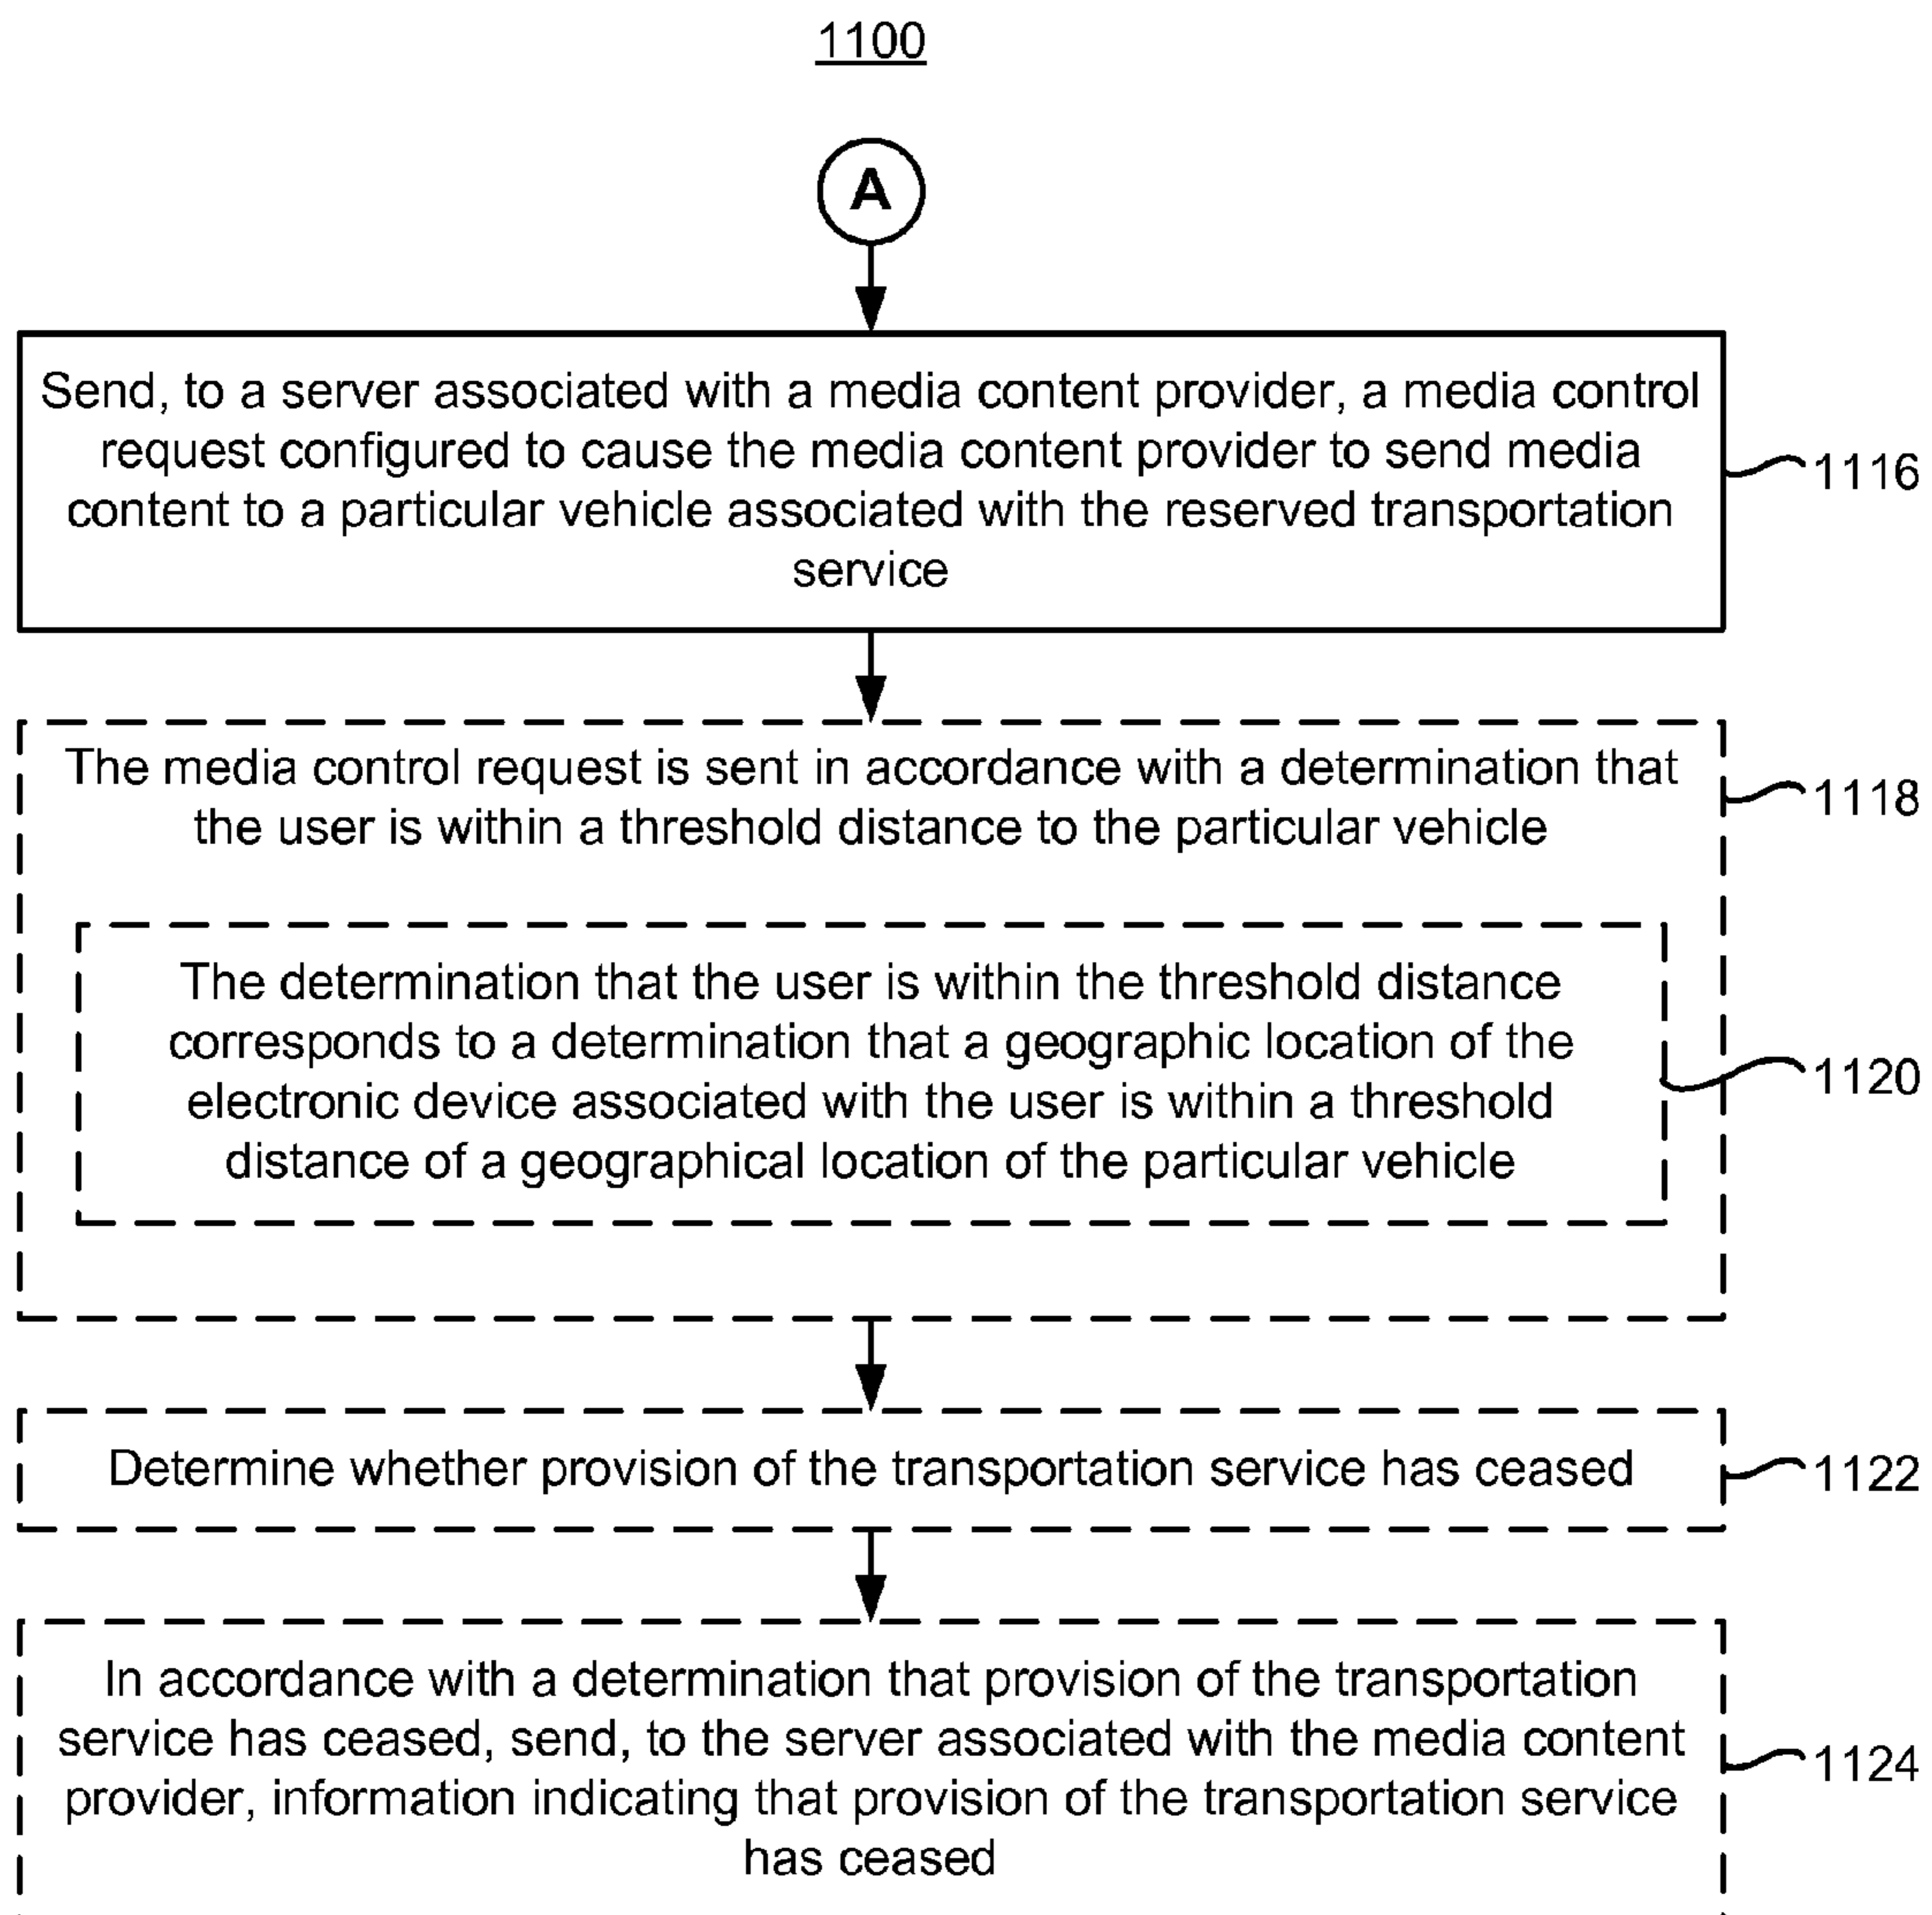 1100
A
Send, to a server associated with a media content provider, a media control
request configured to cause the media content provider to send media
content to a particular vehicle associated with the reserved transportation
service
1116
The media control request is sent in accordance with a determination that
the user is within a threshold distance to the particular vehicle
1118
The determination that the user is within the threshold distance
corresponds to a determination that a geographic location of the
electronic device associated with the user is within a threshold
distance of a geographical location of the particular vehicle
1120
Determine whether provision of the transportation service has ceased
1122
In accordance with a determination that provision of the transportation
service has ceased, send, to the server associated with the media content
provider, information indicating that provision of the transportation service
has ceased
1124